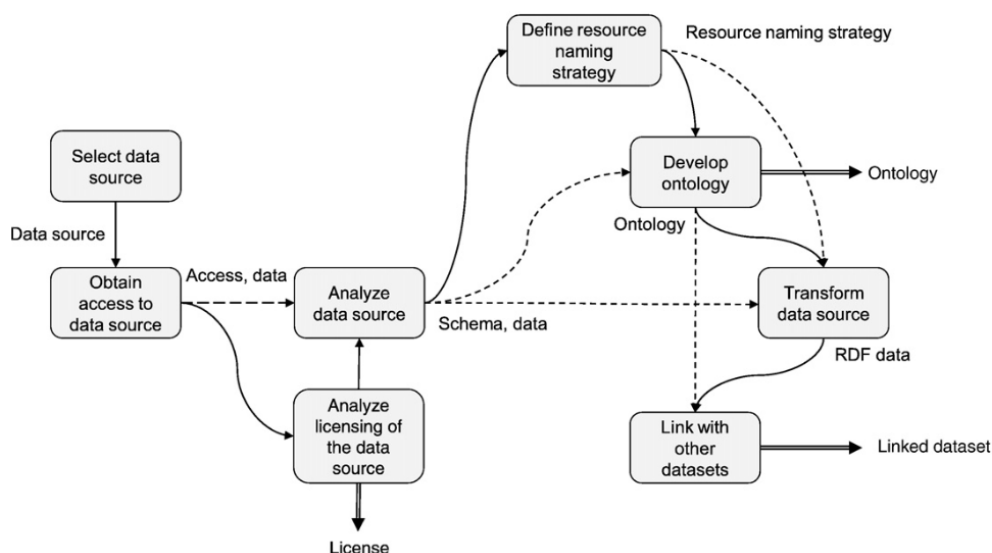 Define resource
naming
strategy
Resource naming strategy
Select data
source
Develop
ontology
Ontology
Data source
Ontology
Obtain
access to
data source
Access, data
Analyze
data source
Schema, data
Transform
data source
RDF data
Analyze
licensing of
the data
source
Link with
other
datasets
Linked dataset
License